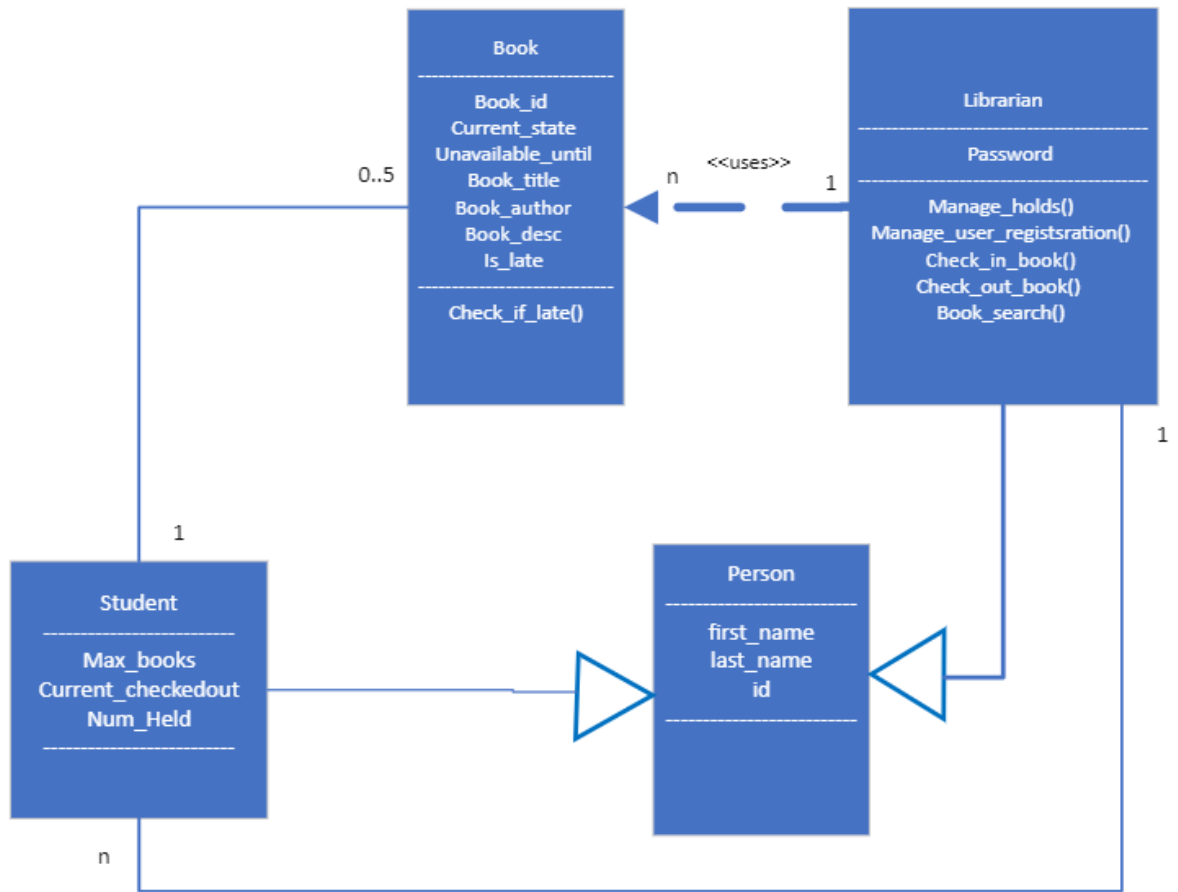 Book
Book_id
Current_state
Unavailable_until
Book_title
Book_author
Book_desc
Is_late
Check_if_late()
Librarian
Password
Manage_holds()
Manage_user_registsration()
Check_in_book()
Check_out_book()
Book_search()
0..5
n
<<uses>>
1
1
1
Student
Max_books
Current_checkedout
Num_Held
Person
first_name
last_name
id
n